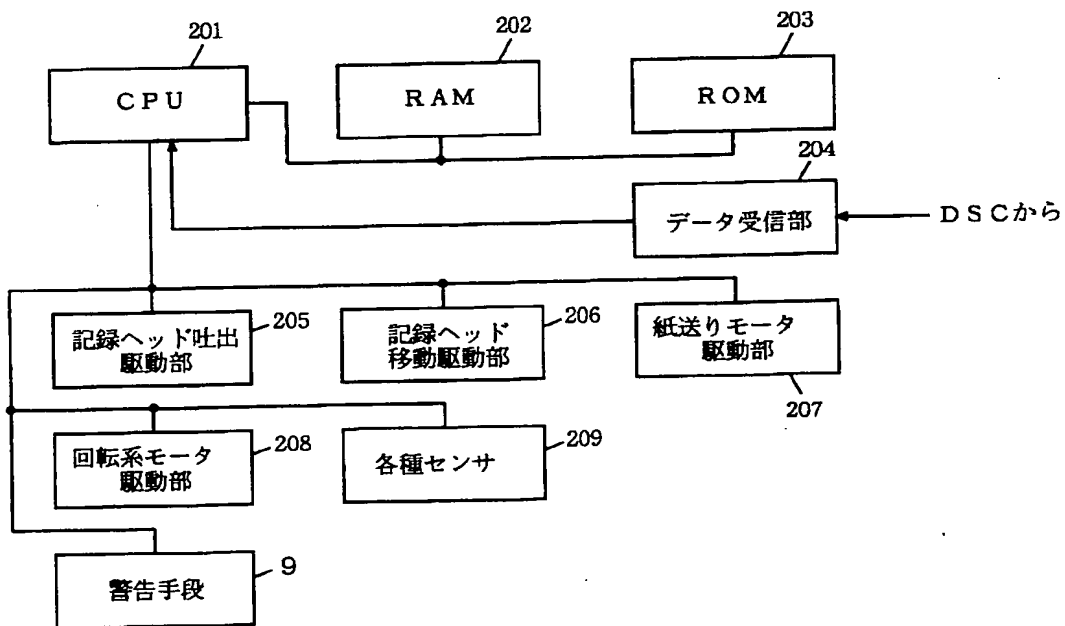 201
CPU
202
RAM
203
ROM
204
データ受信部
DSCから
205
記録ヘッド吐出
駆動部
206
記録ヘッド
移動駆動部
紙送りモータ
駆動部
207
208
回転系モータ
駆動部
209
各種センサ
9
警告手段